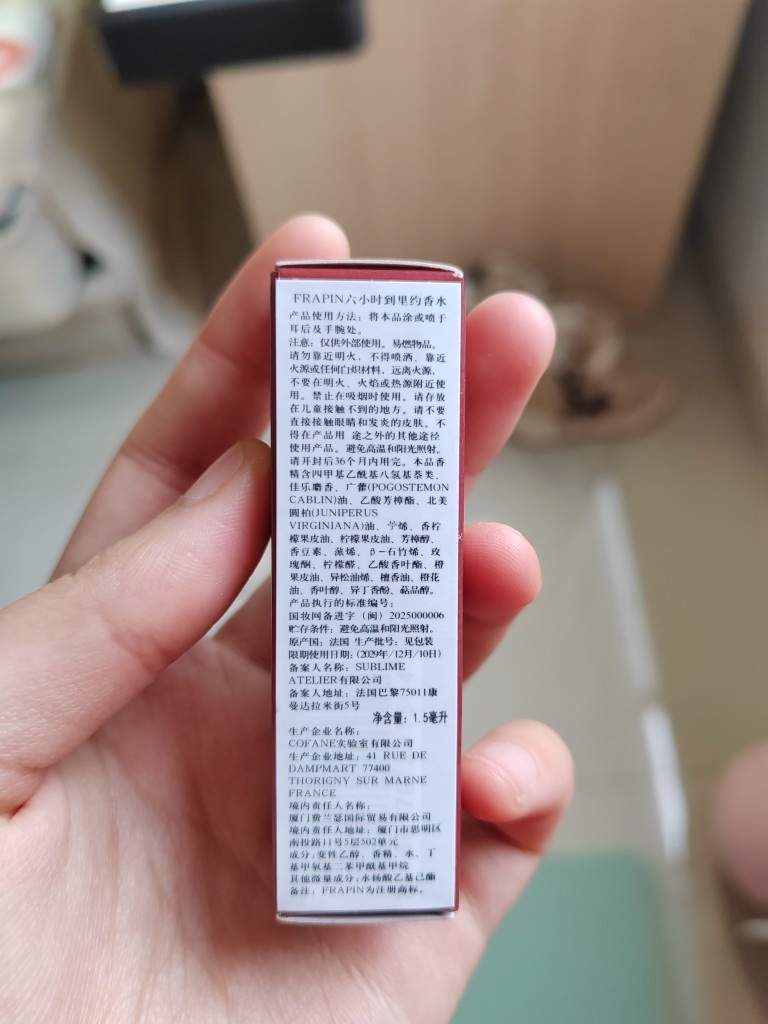 FRAPIN六小时到里约香水
产品使用方法：将本品涂或喷于
耳后及手腕处。
注意：仅供外部使用。易燃物品。
请勿靠近明火，不得喷洒、靠近
火源或任何白炽材料，远离火源，
不要在明火、火焰或热源附近使
用。禁止在吸烟时使用。请存放
在儿童接触不到的地方。请不要
直接接触眼睛和发炎的皮肤。不
得在产品用 途之外的其他途径
使用产品。避免高温和阳光照射。
请开封后36个月内用完。本品香
精含四甲基乙酰基八氢基萘类、
佳乐麝香、广藿(POGOSTEMON
CABLIN)油、乙酸芳樟酯、北美
圆柏(JUNIPERUS
VIRGINIANA)油、苧烯、香柠
檬果皮油、柠檬果皮油、芳樟醇、
香豆素、蒎烯、β－石竹烯、玫
瑰酮、柠檬醛、乙酸香叶酯、橙
果皮油、异松油烯、檀香油、橙花
油、香叶醇、异丁香酚、萜品醇。
产品执行的标准编号：
国妆网备进字（闽）2025000006
贮存条件：避免高温和阳光照射。
原产国：法国 生产批号：见包装
限期使用日期：(2029年/12月/10日)
备案人名称：SUBLIME
ATELIER有限公司
备案人地址：法国巴黎75011康
曼达拉米街5号
净含量：1.5毫升
生产企业名称：
COFANE实验室有限公司
生产企业地址：41 RUE DE
DAMPMART 77400
THORIGNY SUR MARNE
FRANCE
境内责任人名称：
厦门费兰瑟国际贸易有限公司
境内责任人地址：厦门市思明区
南投路11号5层502单元
成分：变性乙醇、香精、水、丁
基甲氧基二苯甲酰基甲烷
其他微量成分：水杨酸乙基己酯
备注：FRAPIN为注册商标。